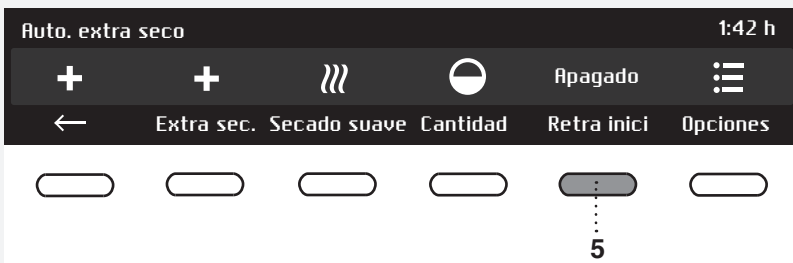 Auto. extra seco 1:42 h
Apagado
Extra sec. Secado suave Cantidad Retra inici Opciones
5